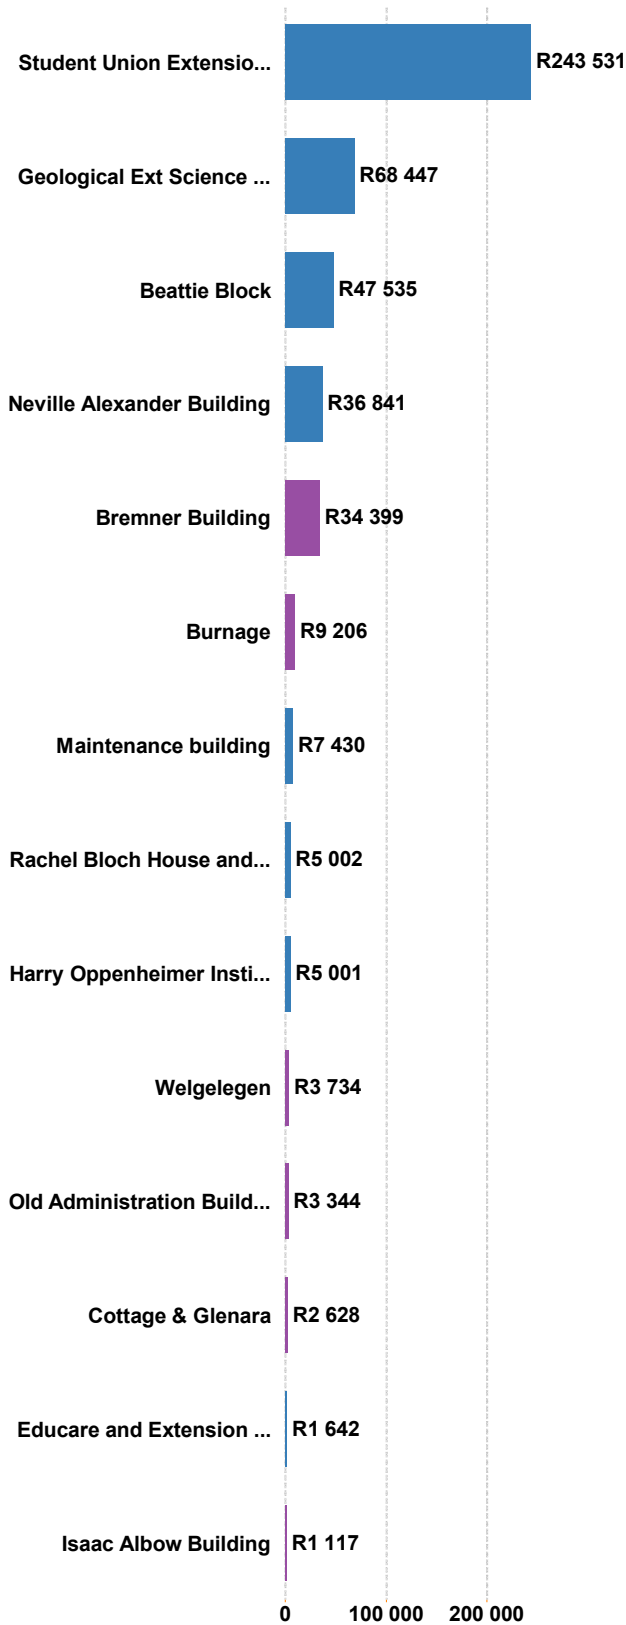 Student Union Extensio... R243 531
Geological Ext Science ... R68 447
Beattie Block R47 535
Neville Alexander Building R36 841
Bremner Building R34 399
Burnage R9 206
Maintenance building R7 430
Rachel Bloch House and... R5 002
Harry Oppenheimer Insti... R5 001
Welgelegen R3 734
Old Administration Build... R3 344
Cottage & Glenara R2 628
Educare and Extension ... R1 642
Isaac Albow Building R1 117
0 100 000 200 000